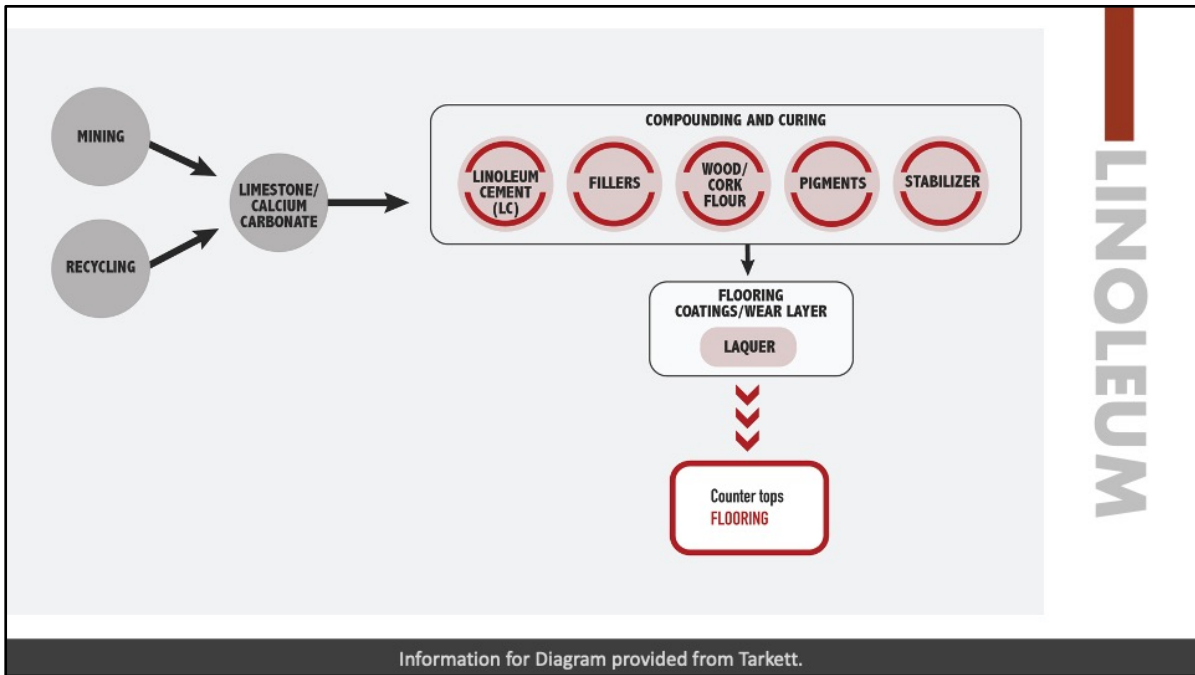 MINING
RECYCLING
LIMESTONE/
CALCIUM
CARBONATE
COMPOUNDING AND CURING
LINOLEUM
CEMENT
(LC)
FILLERS
WOOD/
CORK
FLOUR
PIGMENTS
STABILIZER
FLOORING
COATINGS/WEAR LAYER
LAQUER
Counter tops
FLOORING
LINOLEUM
Information for Diagram provided from Tarkett.